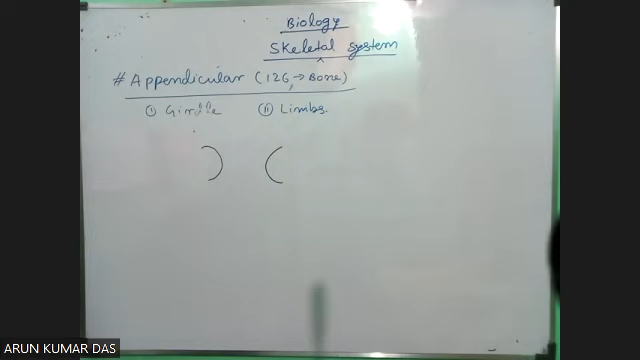 Biology
Skeletal system
# Appendicular (126 → Bone)
(i) Girdle (ii) Limbs.
ARUN KUMAR DAS